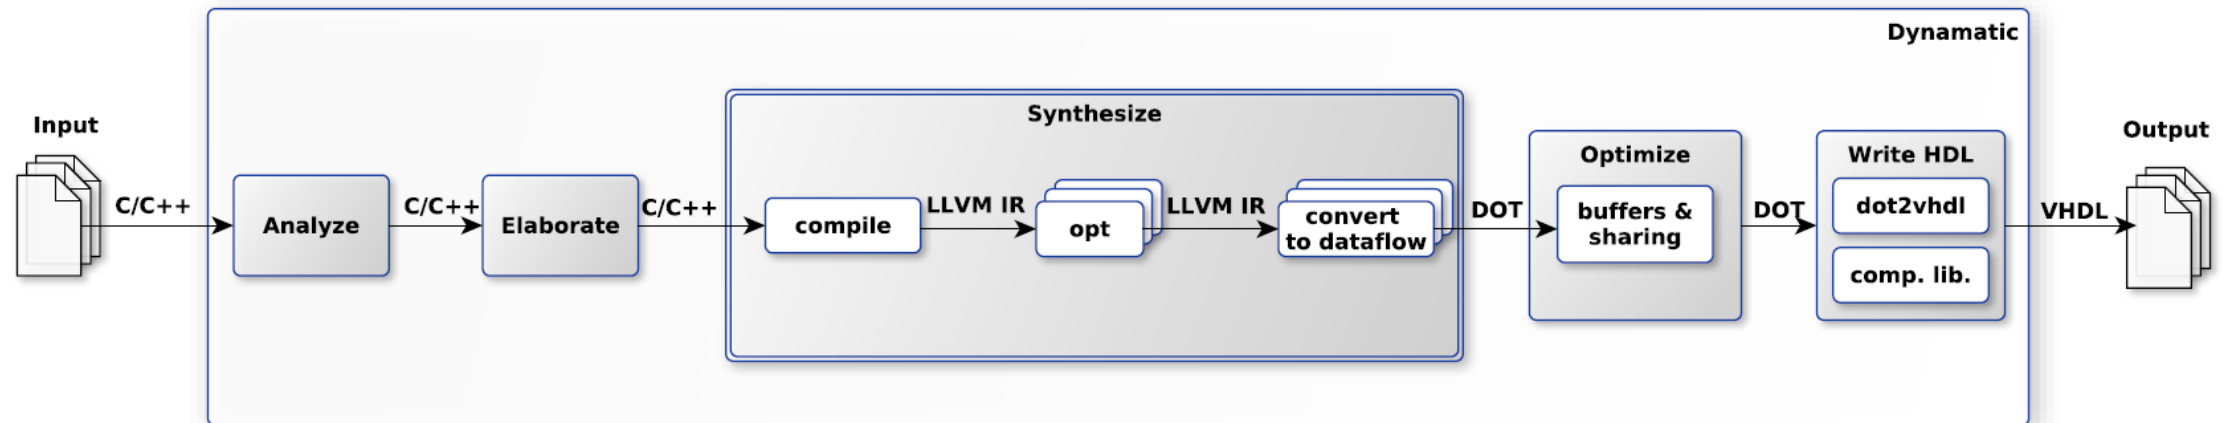 Dynamatic
Input
C/C++
Analyze
C/C++
Elaborate
C/C++
Synthesize
compile
LLVM IR
opt
LLVM IR
convert
to dataflow
DOT
Optimize
buffers &
sharing
DOT
Write HDL
dot2vhdl
comp. lib.
VHDL
Output